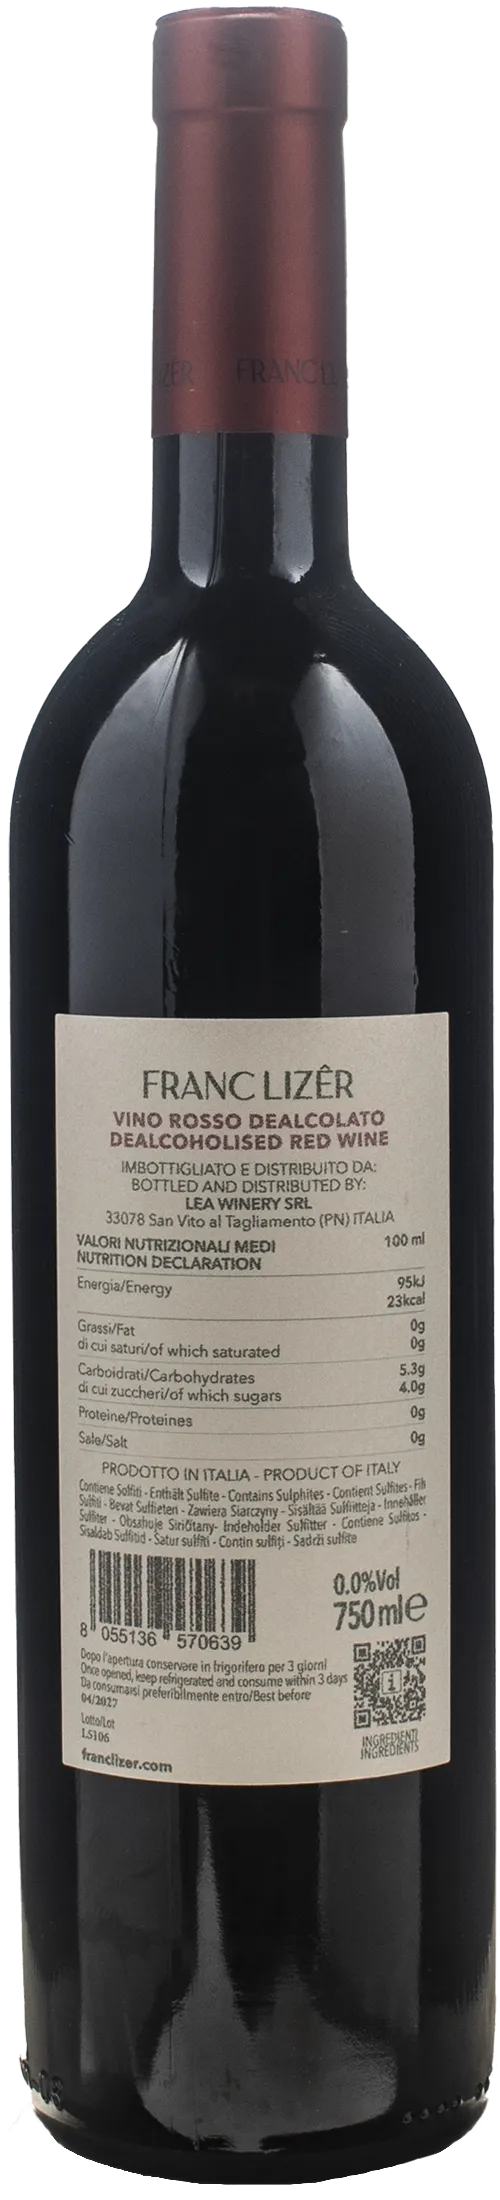 FRANC LIZÊR
VINO ROSSO DEALCOLATO
DEALCOHOLISED RED WINE
IMBOTTIGLIATO E DISTRIBUITO DA:
BOTTLED AND DISTRIBUTED BY:
LEA WINERY SRL
33078 San Vito al Tagliamento (PN) ITALIA
VALORI NUTRIZIONALI MEDI 100 ml
NUTRITION DECLARATION
Energia/Energy 95kJ
23kcal
Grassi/Fat 0g
di cui saturi/of which saturated 0g
Carboidrati/Carbohydrates 5.3g
di cui zuccheri/of which sugars 4.0g
Proteine/Proteines 0g
Sale/Salt 0g
PRODOTTO IN ITALIA - PRODUCT OF ITALY
Contiene Solfiti - Enthält Sulfite - Contains Sulphites - Contient Sulfites -
Sulfiti - Bevat Sulfieten - Zawiera Siarczyny - Sisältää Sulfiitteja - Innehåller
Sulfiter - Obsahuje Siričitany - Indeholder Sulfitter - Contiene Sulfitos -
Sisaldab Sulfitid - Satur sulfīti - Contin sulfiți - Sadrži sulfite
0.0%Vol
750 ml e
8 055136 570639
Dopo l'apertura conservare in frigorifero per 3 giorni
Once opened, keep refrigerated and consume within 3 days
Da consumarsi preferibilmente entro/Best before
04/2027
Lotto/Lot
L5106
franclizer.com
INGREDIENTI
INGREDIENTS